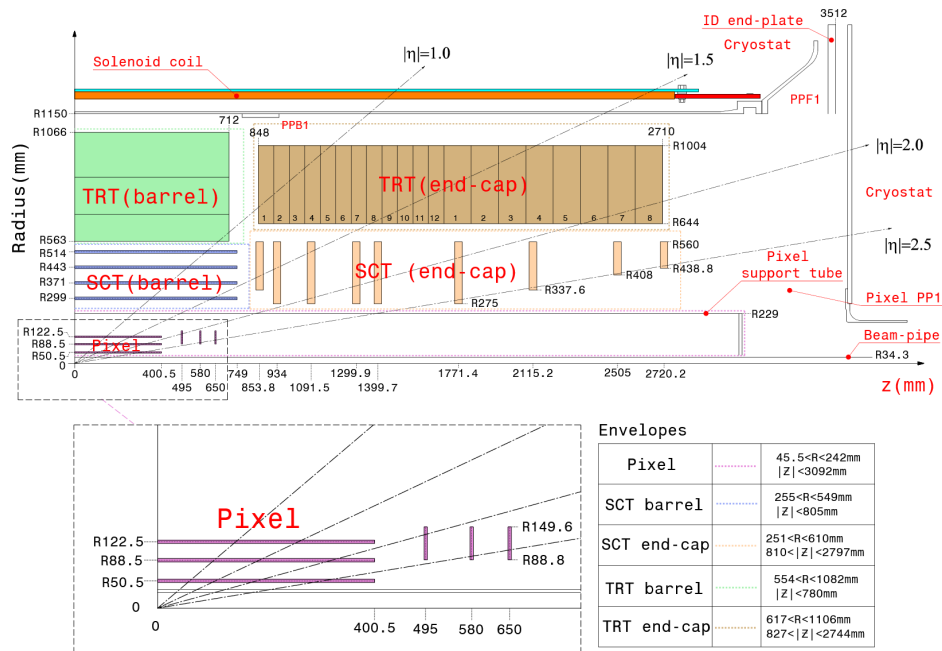 3512
ID end-plate
Cryostat
Solenoid coil
|η|=1.0
|η|=1.5
PPF1
R1150
712
PPB1
R1066
848
2710
R1004
|η|=2.0
Radius(mm)
TRT(barrel)
TRT(end-cap)
Cryostat
1 2 3 4 5 6 7 8 9 10 11 12 1 2 3 4 5 6 7 8
R644
R563
R514
R443
R371
R299
SCT(barrel)
SCT (end-cap)
R560
R438.8
R408
R337.6
R275
|η|=2.5
Pixel
support tube
R229
Pixel PP1
R122.5
R88.5
R50.5
0
Pixel
Beam-pipe
R34.3
0
400.5
495
580
650
749
853.8
934
1091.5
1299.9
1399.7
1771.4
2115.2
2505
2720.2
z(mm)
Pixel
R122.5
R88.5
R50.5
0
R149.6
R88.8
0
400.5
495
580
650
Envelopes
Pixel
45.5<R<242mm
|Z|<3092mm
SCT barrel
255<R<549mm
|Z|<805mm
SCT end-cap
251<R<610mm
810<|Z|<2797mm
TRT barrel
554<R<1082mm
|Z|<780mm
TRT end-cap
617<R<1106mm
827<|Z|<2744mm